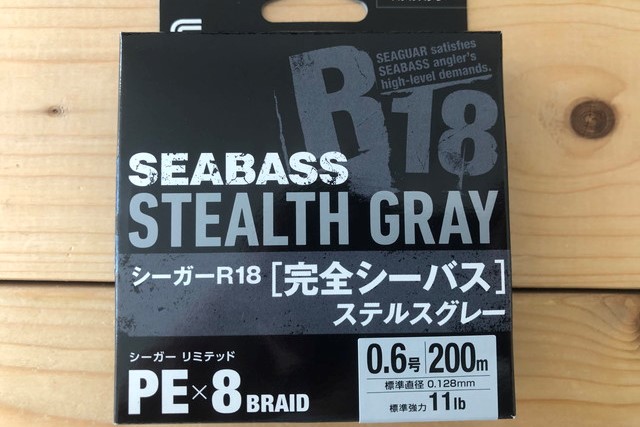 SEAGUAR satisfies
SEABASS angler's
high-level demands.
R18
SEABASS
STEALTH GRAY
シーガーR18［完全シーバス］
ステルスグレー
シーガー リミテッド
PE×8 BRAID
0.6号 200m
標準直径 0.128mm
標準強力 11lb